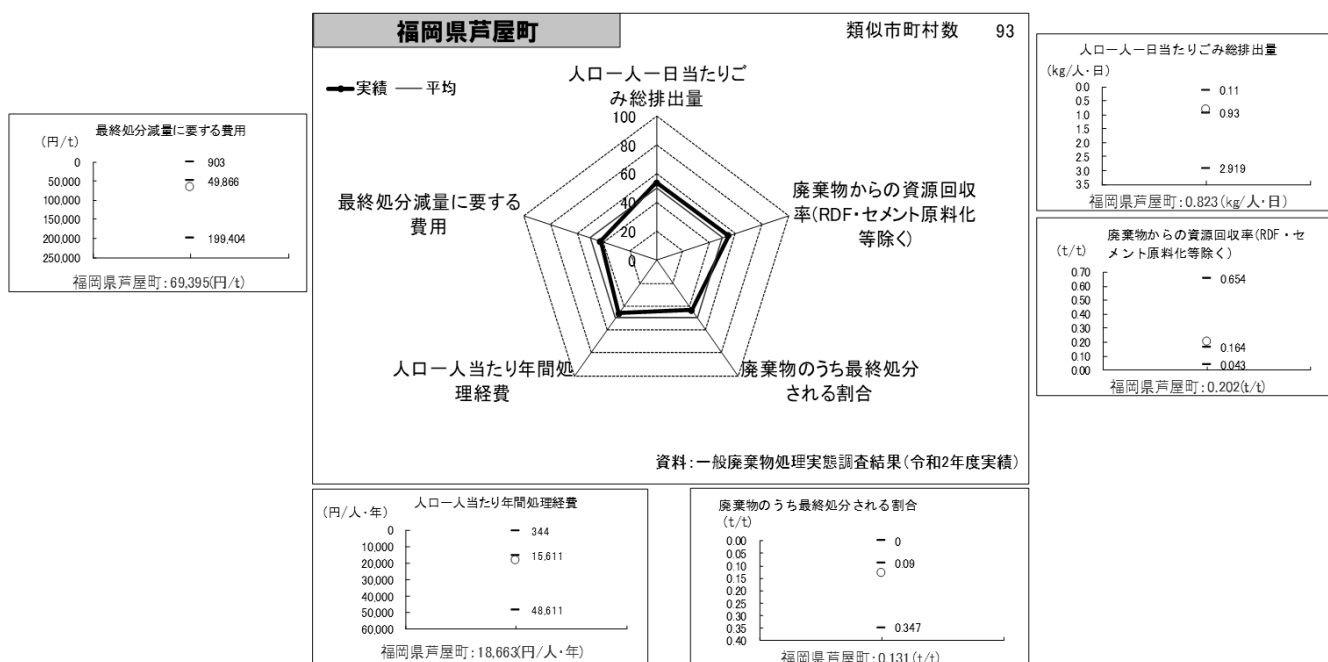 福岡県芦屋町
類似市町村数 93
実績 平均
人口一人一日当たりご
み総排出量
100
80
60
40
20
0
廃棄物からの資源回収
率(RDF・セメント原料化
等除く)
廃棄物のうち最終処分
される割合
人口一人当たり年間処
理経費
最終処分減量に要する
費用
資料:一般廃棄物処理実態調査結果(令和2年度実績)
最終処分減量に要する費用
(円/t)
0
50,000
100,000
150,000
200,000
250,000
903
49,866
199,404
福岡県芦屋町:69,395(円/t)
人口一人一日当たりごみ総排出量
(kg/人・日)
0.0
0.5
1.0
1.5
2.0
2.5
3.0
3.5
0.11
0.93
2.919
福岡県芦屋町:0.823(kg/人・日)
廃棄物からの資源回収率(RDF・セ
メント原料化等除く)
(t/t)
0.70
0.60
0.50
0.40
0.30
0.20
0.10
0.00
0.654
0.164
0.043
福岡県芦屋町:0.202(t/t)
人口一人当たり年間処理経費
(円/人・年)
0
10,000
20,000
30,000
40,000
50,000
60,000
344
15,611
48,611
福岡県芦屋町:18,663(円/人・年)
廃棄物のうち最終処分される割合
(t/t)
0.00
0.05
0.10
0.15
0.20
0.25
0.30
0.35
0.40
0
0.09
0.347
福岡県芦屋町:0.131(t/t)